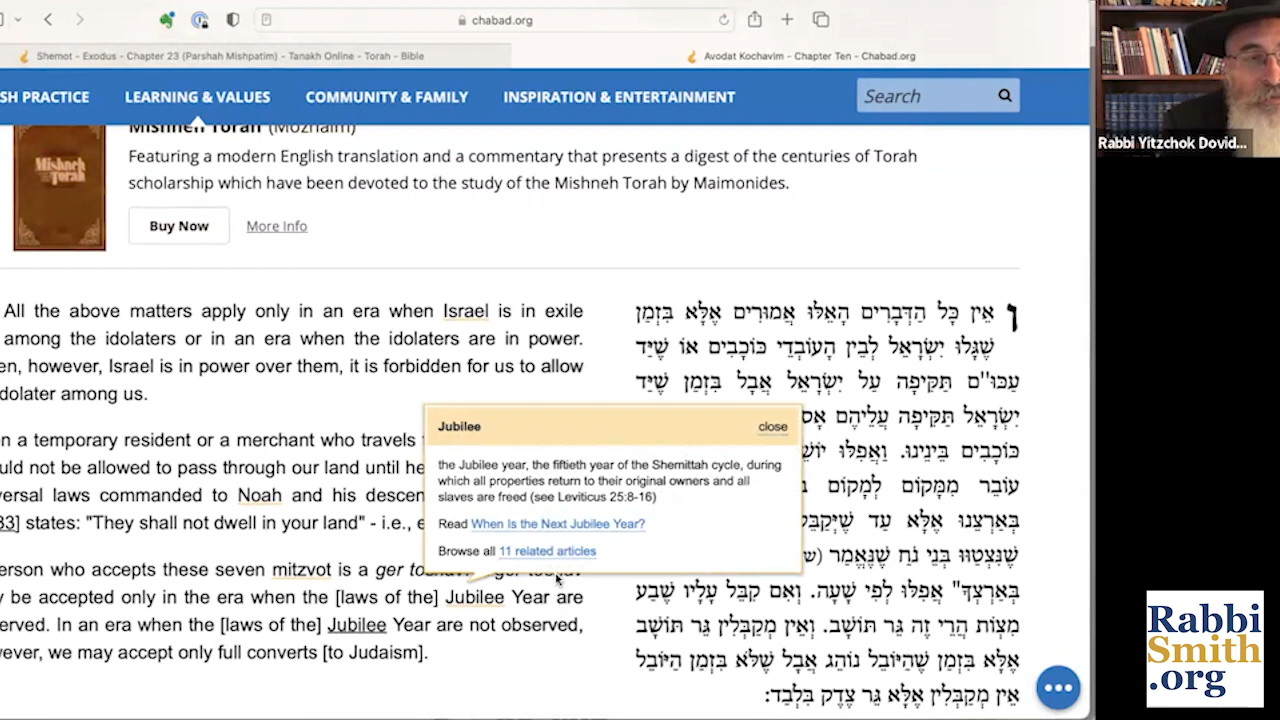 chabad.org
Shemot - Exodus - Chapter 23 (Parshah Mishpatim) - Tanakh Online - Torah - Bible
Avodat Kochavim - Chapter Ten - Chabad.org
SH PRACTICE
LEARNING & VALUES
COMMUNITY & FAMILY
INSPIRATION & ENTERTAINMENT
Search
Mishneh Torah (Moznaim)
Mishneh Torah
Featuring a modern English translation and a commentary that presents a digest of the centuries of Torah
scholarship which have been devoted to the study of the Mishneh Torah by Maimonides.
Buy Now
More Info
All the above matters apply only in an era when Israel is in exile
among the idolaters or in an era when the idolaters are in power.
en, however, Israel is in power over them, it is forbidden for us to allow
dolater among us.
n a temporary resident or a merchant who travels
uld not be allowed to pass through our land until he
versal laws commanded to Noah and his descen
33] states: "They shall not dwell in your land" - i.e., e
erson who accepts these seven mitzvot is a ger to
y be accepted only in the era when the [laws of the] Jubilee Year are
erved. In an era when the [laws of the] Jubilee Year are not observed,
wever, we may accept only full converts [to Judaism].
Jubilee
close
the Jubilee year, the fiftieth year of the Shemittah cycle, during
which all properties return to their original owners and all
slaves are freed (see Leviticus 25:8-16)
Read When Is the Next Jubilee Year?
Browse all 11 related articles
ו אֵין כָּל הַדְּבָרִים הָאֵלּוּ אֲמוּרִים אֶלָּא בִּזְמַן
שֶׁגָּלוּ יִשְׂרָאֵל לְבֵין הָעוֹבְדֵי כּוֹכָבִים אוֹ שֶׁיַּד
עַכּוּ"ם תַּקִּיפָה עַל יִשְׂרָאֵל אֲבָל בִּזְמַן שֶׁיַּד
יִשְׂרָאֵל תַּקִּיפָה עֲלֵיהֶם אָס
כּוֹכָבִים בֵּינֵינוּ. וַאֲפִלּוּ יוֹשׁ
עוֹבֵר מִמָּקוֹם לְמָקוֹם בּ
בְּאַרְצֵנוּ אֶלָּא עַד שֶׁיְּקַבֵּל
שֶׁנִּצְטַוּוּ בְּנֵי נֹחַ שֶׁנֶּאֱמַר (ש
בְּאַרְצְךָ" אֲפִלּוּ לְפִי שָׁעָה. וְאִם קִבֵּל עָלָיו שֶׁבַע
מִצְוֹת הֲרֵי זֶה גֵּר תּוֹשָׁב. וְאֵין מְקַבְּלִין גֵּר תּוֹשָׁב
אֶלָּא בִּזְמַן שֶׁהַיּוֹבֵל נוֹהֵג אֲבָל שֶׁלֹּא בִּזְמַן הַיּוֹבֵל
אֵין מְקַבְּלִין אֶלָּא גֵּר צֶדֶק בִּלְבַד:
Rabbi Yitzchok Dovid...
Rabbi
Smith
.org